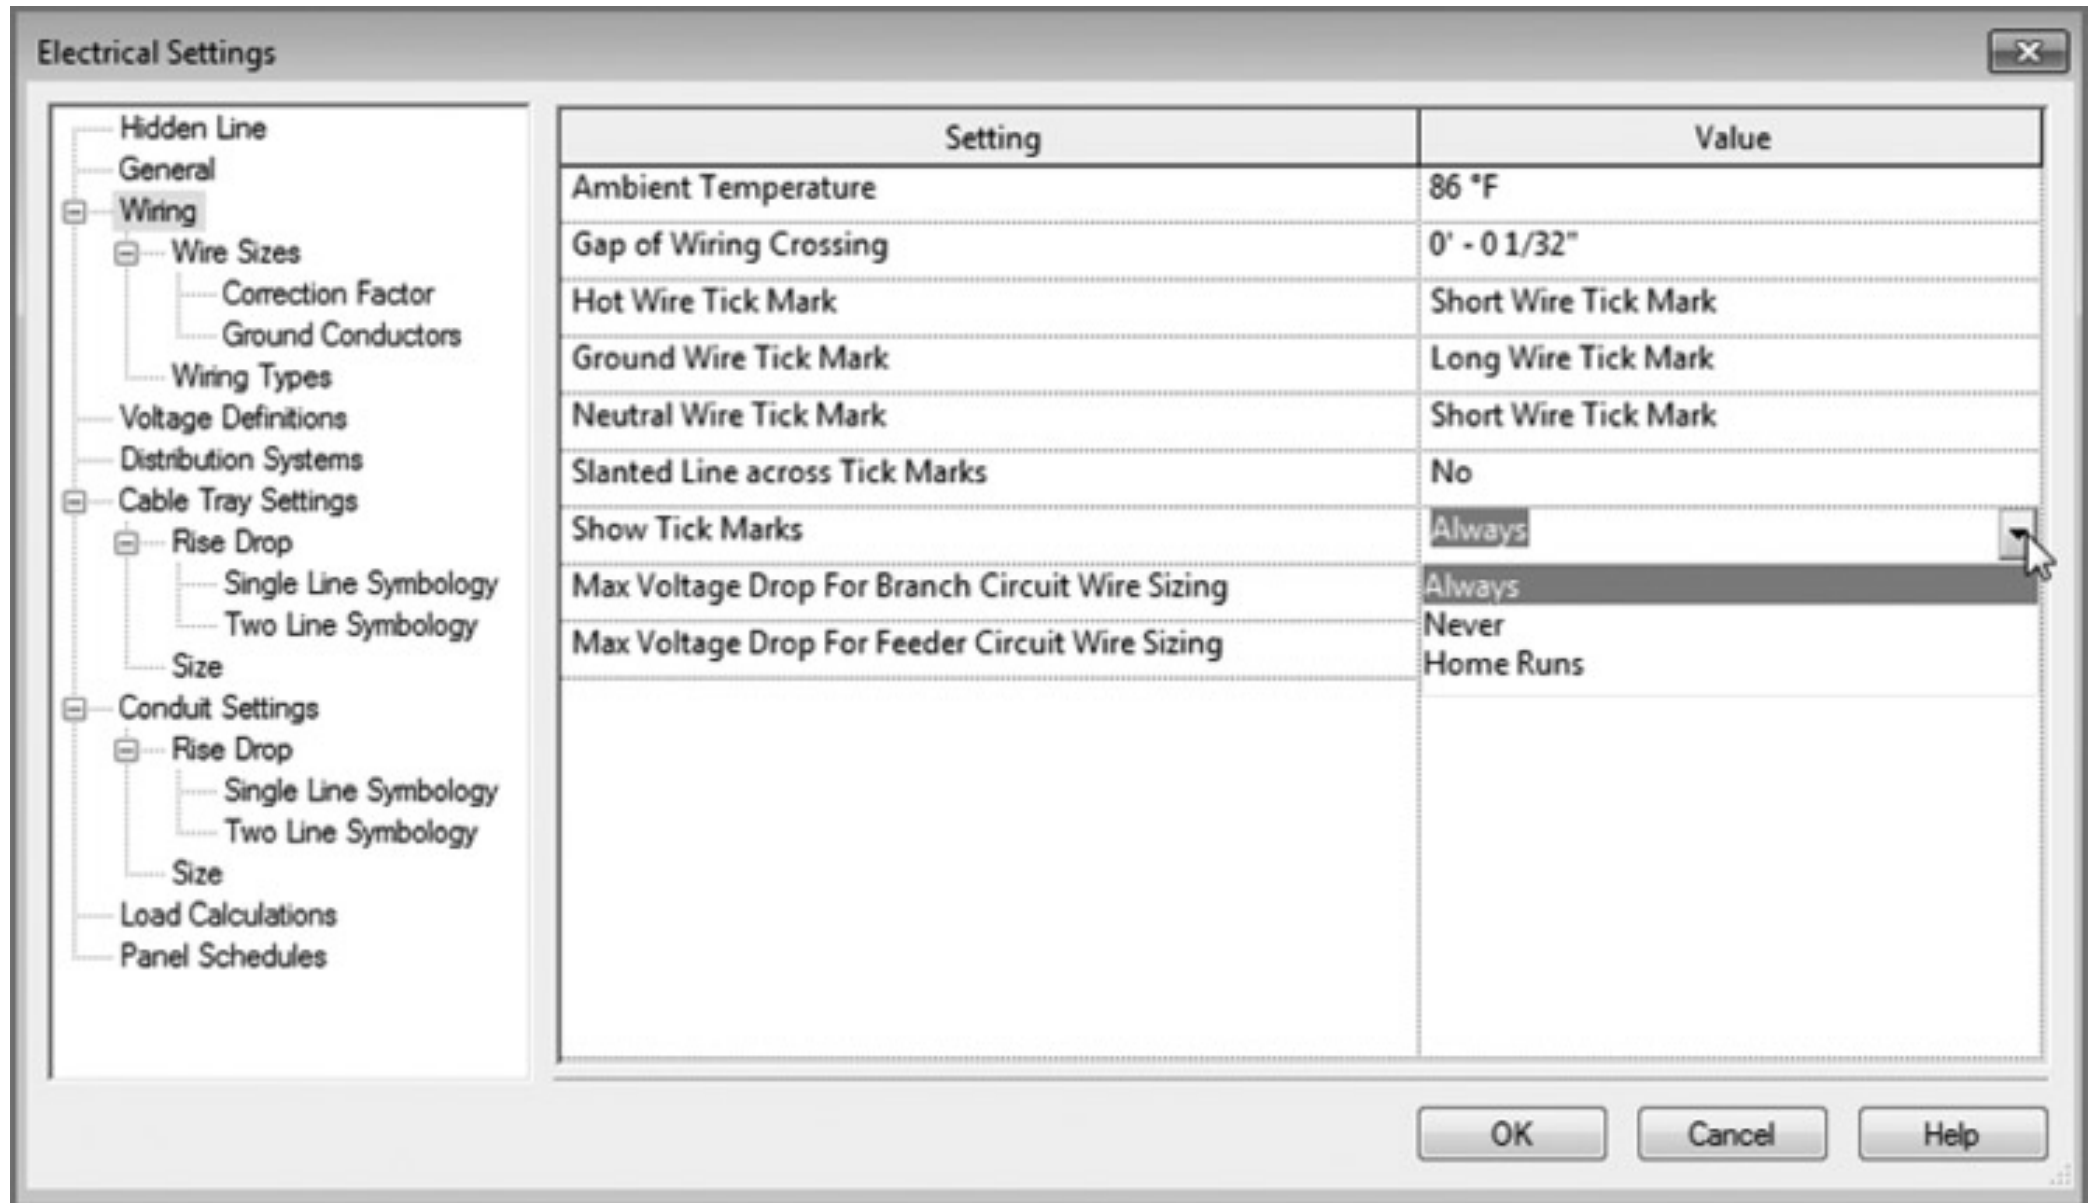 Electrical Settings
Hidden Line
General
Wiring
Wire Sizes
Correction Factor
Ground Conductors
Wiring Types
Voltage Definitions
Distribution Systems
Cable Tray Settings
Rise Drop
Single Line Symbology
Two Line Symbology
Size
Conduit Settings
Rise Drop
Single Line Symbology
Two Line Symbology
Size
Load Calculations
Panel Schedules
Setting Value
Ambient Temperature 86 °F
Gap of Wiring Crossing 0' - 0 1/32"
Hot Wire Tick Mark Short Wire Tick Mark
Ground Wire Tick Mark Long Wire Tick Mark
Neutral Wire Tick Mark Short Wire Tick Mark
Slanted Line across Tick Marks No
Show Tick Marks Always
Max Voltage Drop For Branch Circuit Wire Sizing
Max Voltage Drop For Feeder Circuit Wire Sizing
Always
Never
Home Runs
OK Cancel Help